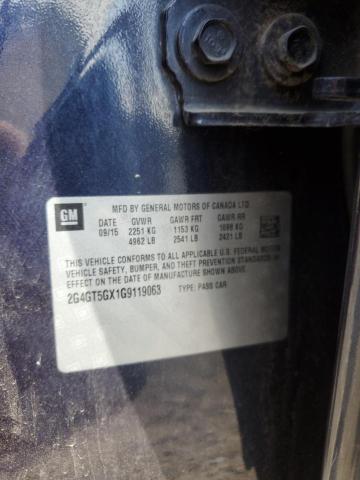 GM
MFD BY GENERAL MOTORS OF CANADA LTD.
DATE GVWR GAWR FRT GAWR RR
09/15 2251 KG 1153 KG 1098 KG
4962 LB 2541 LB 2421 LB
THIS VEHICLE CONFORMS TO ALL APPLICABLE U.S. FEDERAL MOTOR
VEHICLE SAFETY, BUMPER, AND THEFT PREVENTION STANDARDS IN
EFFECT ON THE DATE OF MANUFACTURE SHOWN ABOVE.
2G4GT5GX1G9119063 TYPE: PASS CAR